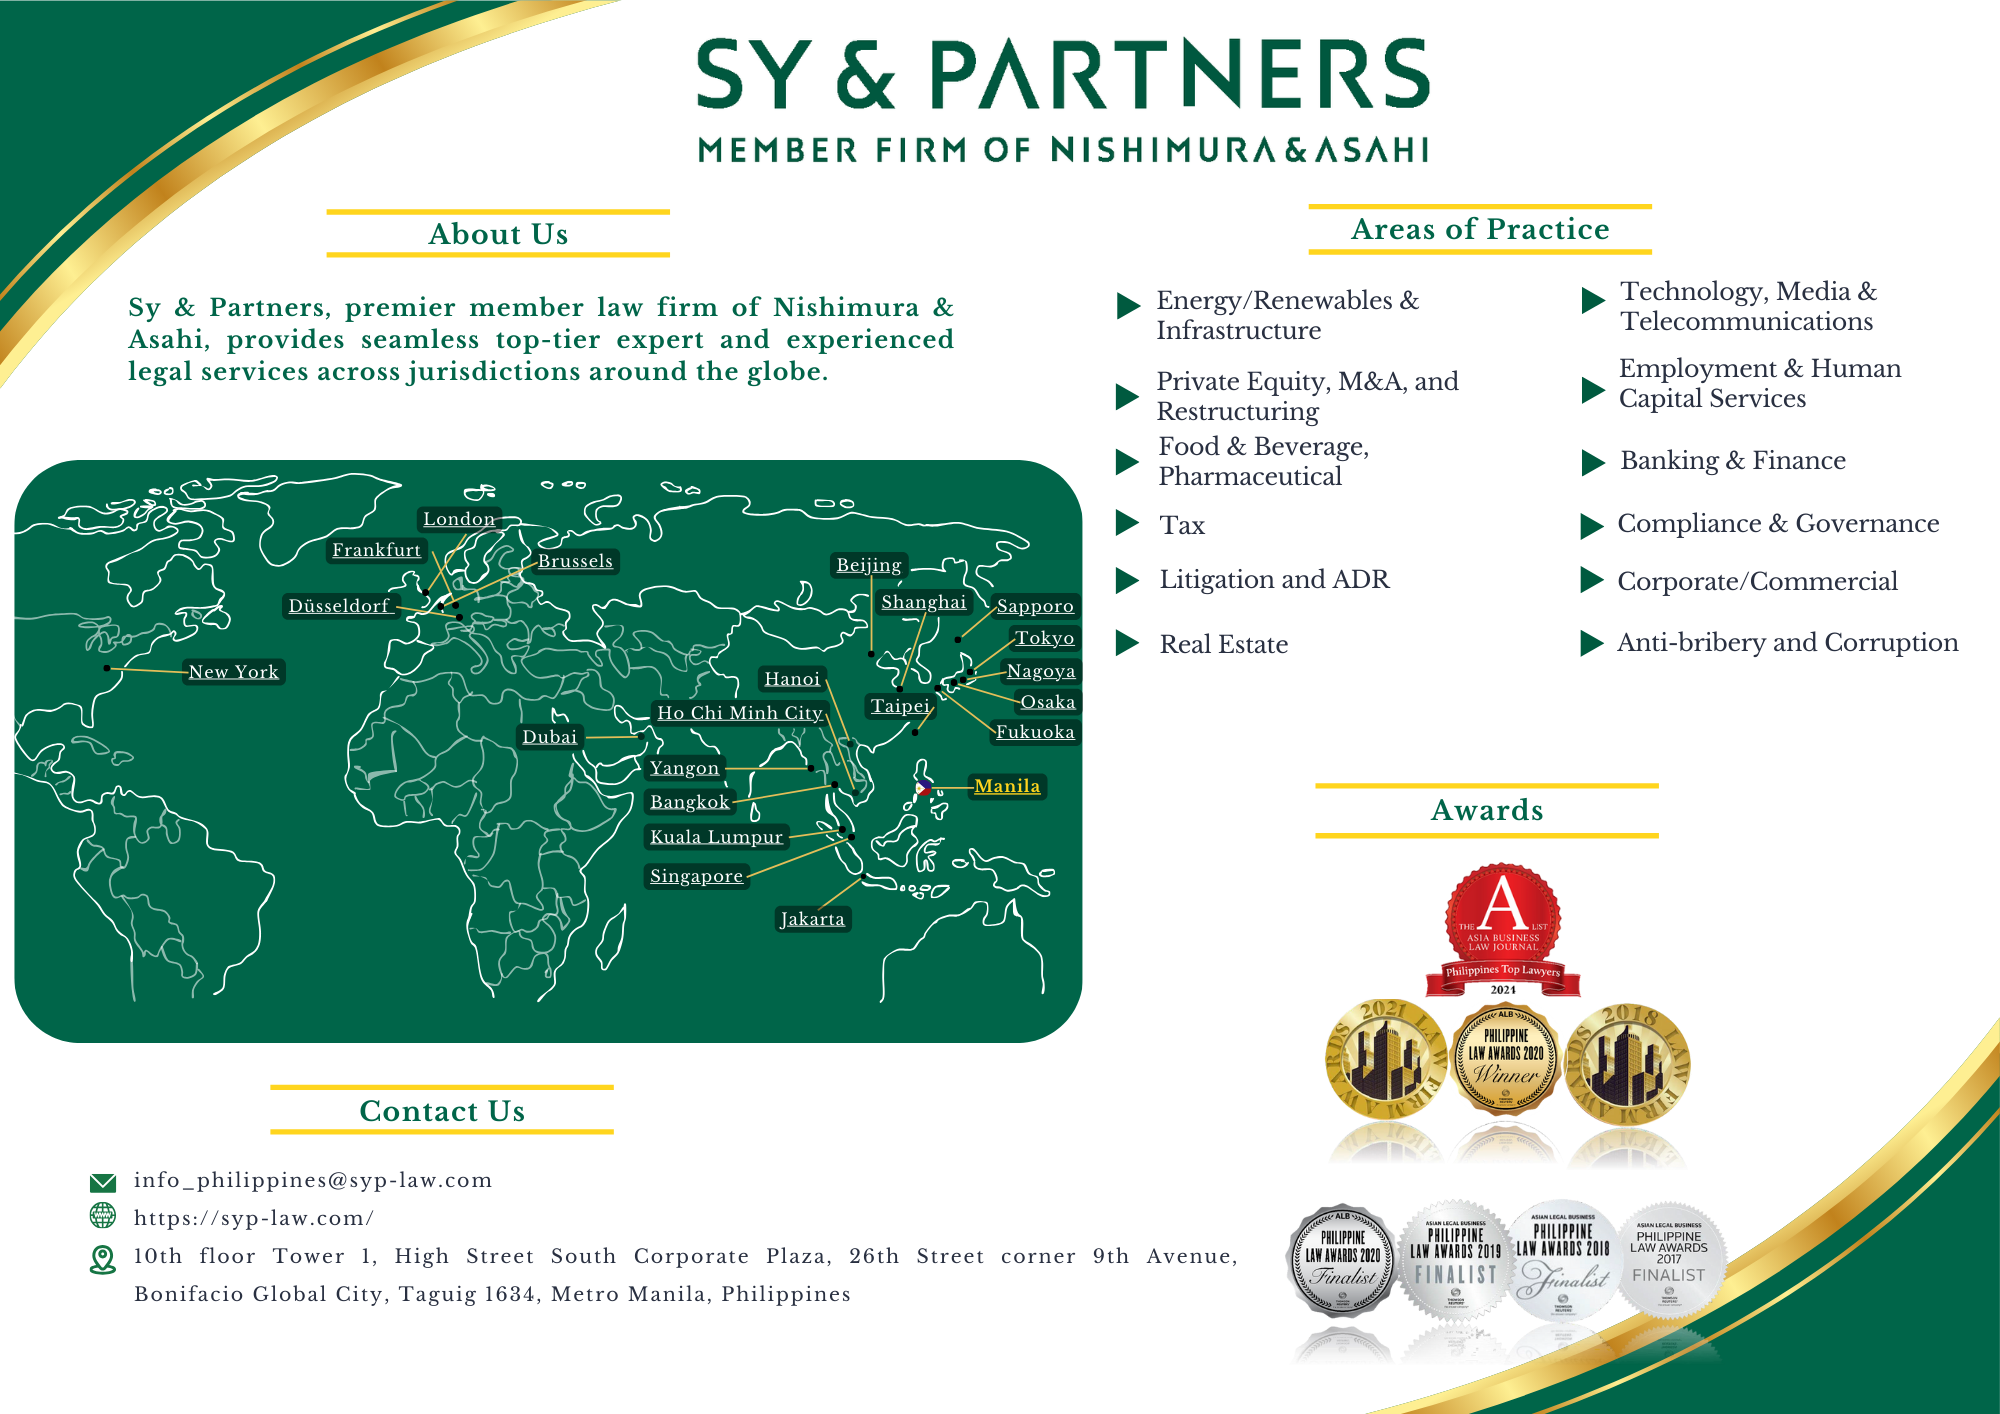 SY & PARTNERS
MEMBER FIRM OF NISHIMURA & ASAHI
About Us
Sy & Partners, premier member law firm of Nishimura &
Asahi, provides seamless top-tier expert and experienced
legal services across jurisdictions around the globe.
London
Frankfurt
Brussels
Düsseldorf
New York
Beijing
Shanghai
Sapporo
Tokyo
Nagoya
Osaka
Fukuoka
Taipei
Hanoi
Ho Chi Minh City
Dubai
Yangon
Bangkok
Kuala Lumpur
Singapore
Jakarta
Manila
Contact Us
info_philippines@syp-law.com
https://syp-law.com/
10th floor Tower 1, High Street South Corporate Plaza, 26th Street corner 9th Avenue,
Bonifacio Global City, Taguig 1634, Metro Manila, Philippines
Areas of Practice
Energy/Renewables &
Infrastructure
Private Equity, M&A, and
Restructuring
Food & Beverage,
Pharmaceutical
Tax
Litigation and ADR
Real Estate
Technology, Media &
Telecommunications
Employment & Human
Capital Services
Banking & Finance
Compliance & Governance
Corporate/Commercial
Anti-bribery and Corruption
Awards
THE A LIST
ASIA BUSINESS
LAW JOURNAL
Philippines Top Lawyers
2024
2021 LAW FIRM AWARDS
ALB
PHILIPPINE
LAW AWARDS 2020
Winner
2018 LAW FIRM AWARDS
ALB
PHILIPPINE
LAW AWARDS 2020
Finalist
ASIAN LEGAL BUSINESS
PHILIPPINE
LAW AWARDS 2019
FINALIST
THOMSON
REUTERS
ASIAN LEGAL BUSINESS
PHILIPPINE
LAW AWARDS 2018
Finalist
THOMSON
REUTERS
ASIAN LEGAL BUSINESS
PHILIPPINE
LAW AWARDS
2017
FINALIST
THOMSON
REUTERS